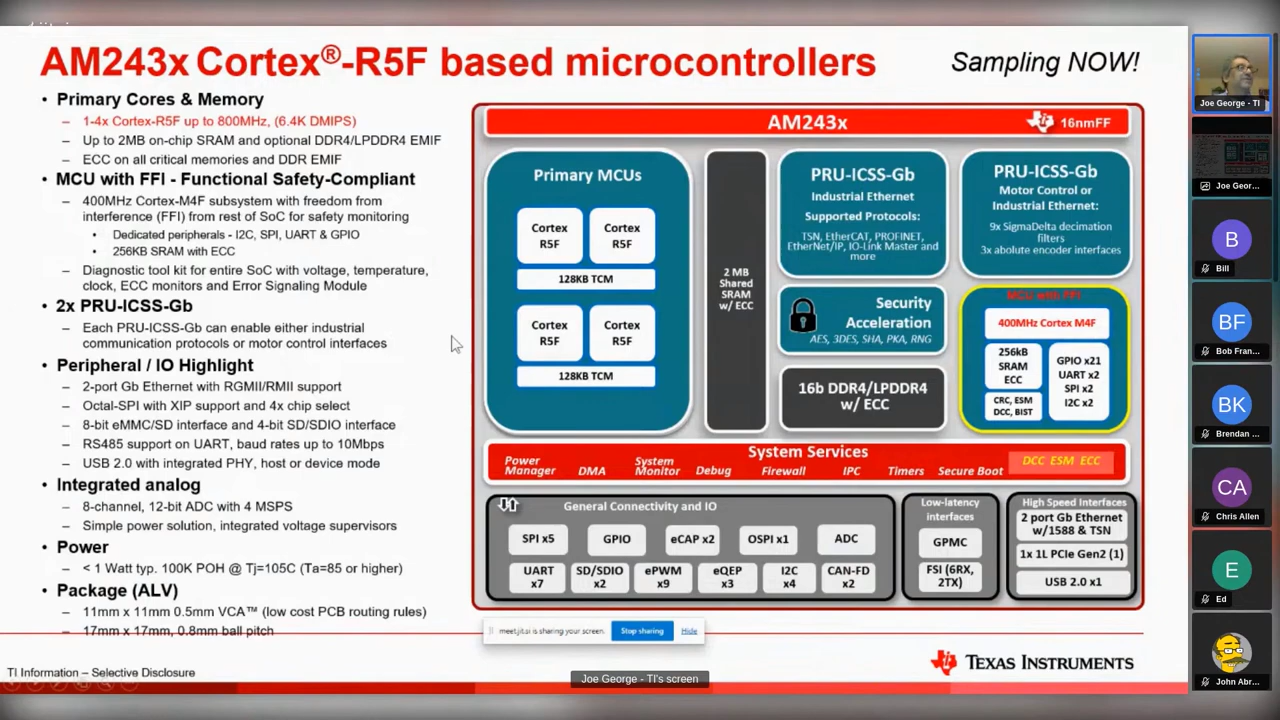 AM243x Cortex®-R5F based microcontrollers
Sampling NOW!
• Primary Cores & Memory
– 1-4x Cortex-R5F up to 800MHz, (6.4K DMIPS)
– Up to 2MB on-chip SRAM and optional DDR4/LPDDR4 EMIF
– ECC on all critical memories and DDR EMIF
• MCU with FFI - Functional Safety-Compliant
– 400MHz Cortex-M4F subsystem with freedom from
interference (FFI) from rest of SoC for safety monitoring
• Dedicated peripherals - I2C, SPI, UART & GPIO
• 256KB SRAM with ECC
– Diagnostic tool kit for entire SoC with voltage, temperature,
clock, ECC monitors and Error Signaling Module
• 2x PRU-ICSS-Gb
– Each PRU-ICSS-Gb can enable either industrial
communication protocols or motor control interfaces
• Peripheral / IO Highlight
– 2-port Gb Ethernet with RGMII/RMII support
– Octal-SPI with XIP support and 4x chip select
– 8-bit eMMC/SD interface and 4-bit SD/SDIO interface
– RS485 support on UART, baud rates up to 10Mbps
– USB 2.0 with integrated PHY, host or device mode
• Integrated analog
– 8-channel, 12-bit ADC with 4 MSPS
– Simple power solution, integrated voltage supervisors
• Power
– < 1 Watt typ. 100K POH @ Tj=105C (Ta=85 or higher)
• Package (ALV)
– 11mm x 11mm 0.5mm VCA™ (low cost PCB routing rules)
– 17mm x 17mm, 0.8mm ball pitch
AM243x
16nmFF
Primary MCUs
Cortex
R5F
Cortex
R5F
128KB TCM
Cortex
R5F
Cortex
R5F
128KB TCM
2 MB
Shared
SRAM
w/ ECC
PRU-ICSS-Gb
Industrial Ethernet
Supported Protocols:
TSN, EtherCAT, PROFINET,
EtherNet/IP, IO-Link Master and
more
PRU-ICSS-Gb
Motor Control or
Industrial Ethernet:
9x SigmaDelta decimation
filters
3x abolute encoder interfaces
Security
Acceleration
AES, 3DES, SHA, PKA, RNG
16b DDR4/LPDDR4
w/ ECC
MCU with FFI
400MHz Cortex M4F
256kB
SRAM
ECC
CRC, ESM
DCC, BIST
GPIO x21
UART x2
SPI x2
I2C x2
System Services
Power
Manager
DMA
System
Monitor
Debug
Firewall
IPC
Timers
Secure Boot
DCC ESM ECC
General Connectivity and IO
SPI x5
GPIO
eCAP x2
OSPI x1
ADC
UART
x7
SD/SDIO
x2
ePWM
x9
eQEP
x3
I2C
x4
CAN-FD
x2
Low-latency
interfaces
GPMC
FSI (6RX,
2TX)
High Speed Interfaces
2 port Gb Ethernet
w/1588 & TSN
1x 1L PCIe Gen2 (1)
USB 2.0 x1
meet.jit.si is sharing your screen.
Stop sharing
Hide
TI Information – Selective Disclosure
TEXAS INSTRUMENTS
Joe George - TI's screen
Joe George - TI
Joe Geor...
B
Bill
BF
Bob Fran...
BK
Brendan ...
CA
Chris Allen
E
Ed
John Abr...